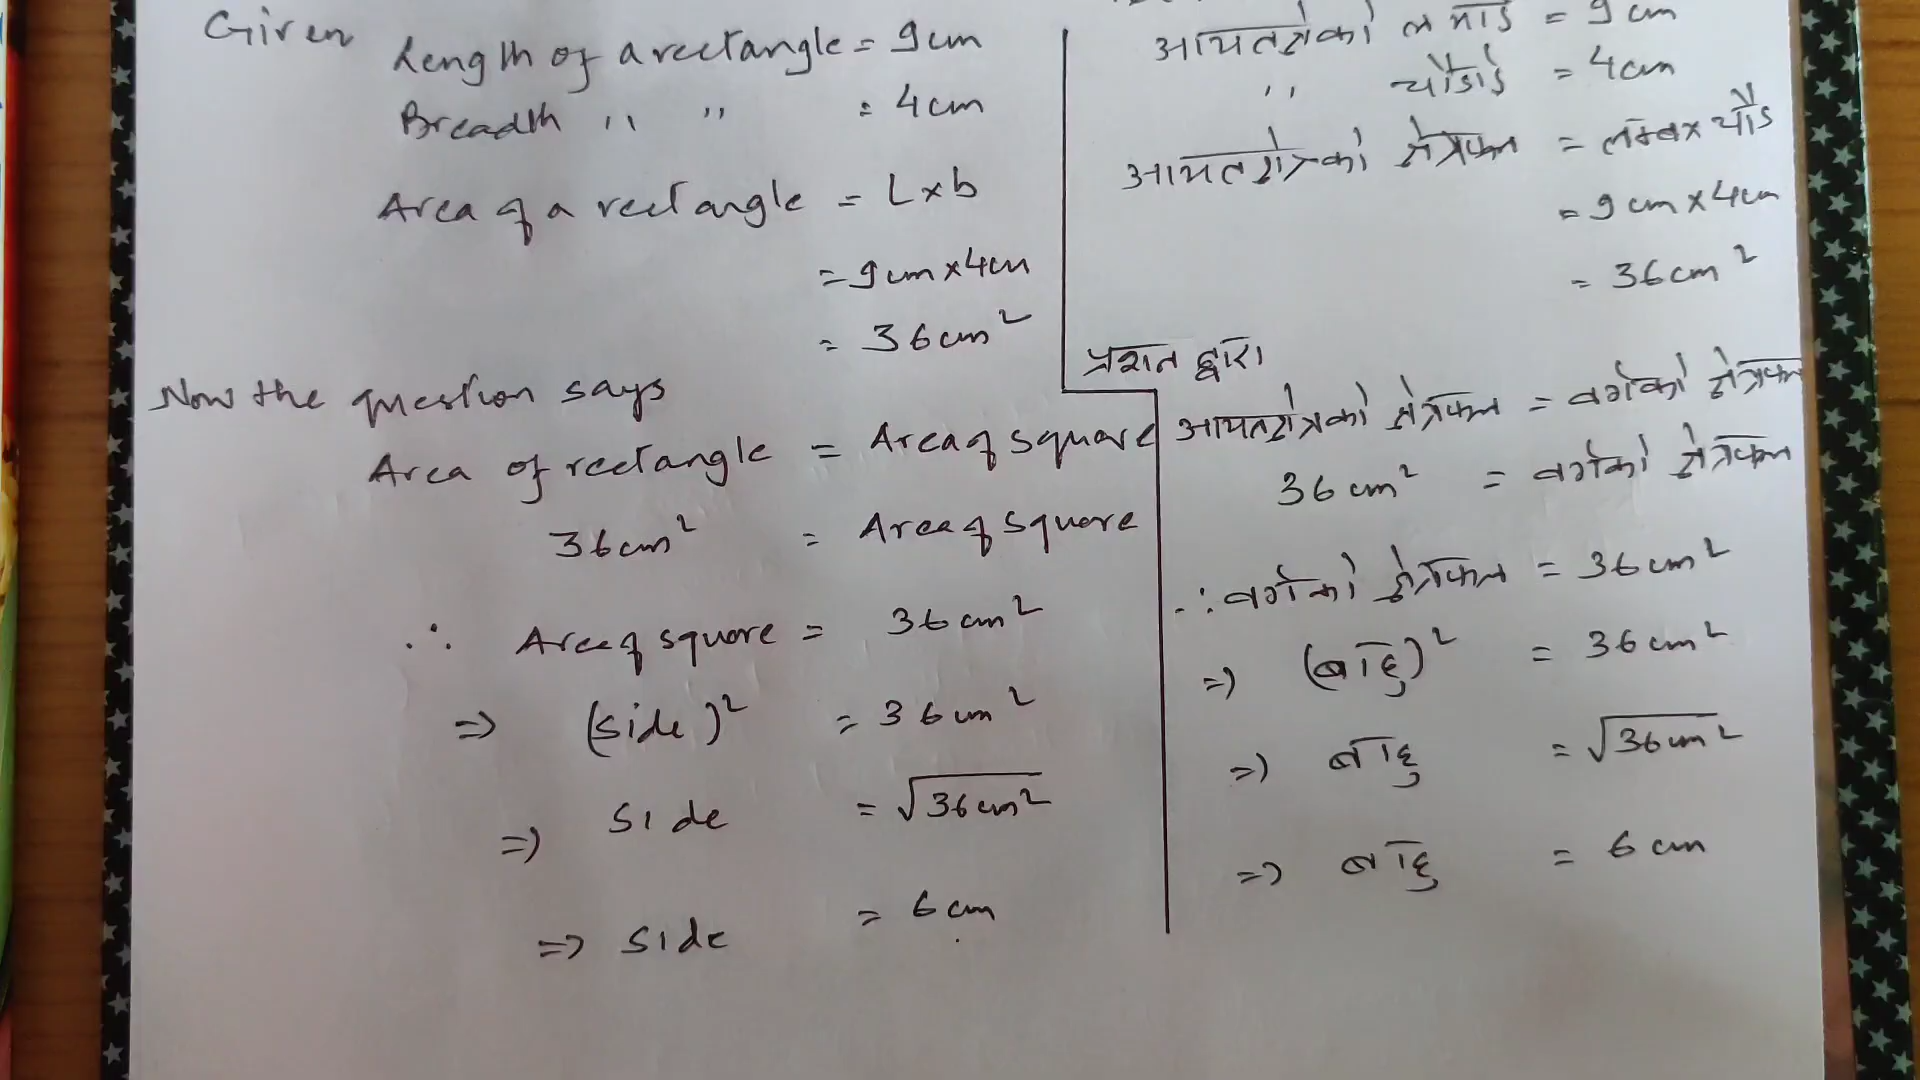 Given
Length of a rectangle = 9cm
Breadth ,, ,, = 4cm
Area of a rectangle = L×b
= 9cm×4cm
= 36cm²
Now the question says
Area of rectangle = Area of square
36cm² = Area of square
∴ Area of square = 36cm²
⇒ (side)² = 36cm²
⇒ side = √36cm²
⇒ side = 6cm
आयतक्षेत्रको लम्बाई = 9cm
,, चौडाई = 4cm
आयतक्षेत्रको क्षेत्रफल = लम्ब×चौडा
= 9cm×4cm
= 36cm²
द्वारा
आयतक्षेत्रको क्षेत्रफल = वर्गको क्षेत्रफल
36cm² = वर्गको क्षेत्रफल
∴ वर्गको क्षेत्रफल = 36cm²
⇒ (बाहु)² = 36cm²
⇒ बाहु = √36cm²
⇒ बाहु = 6cm